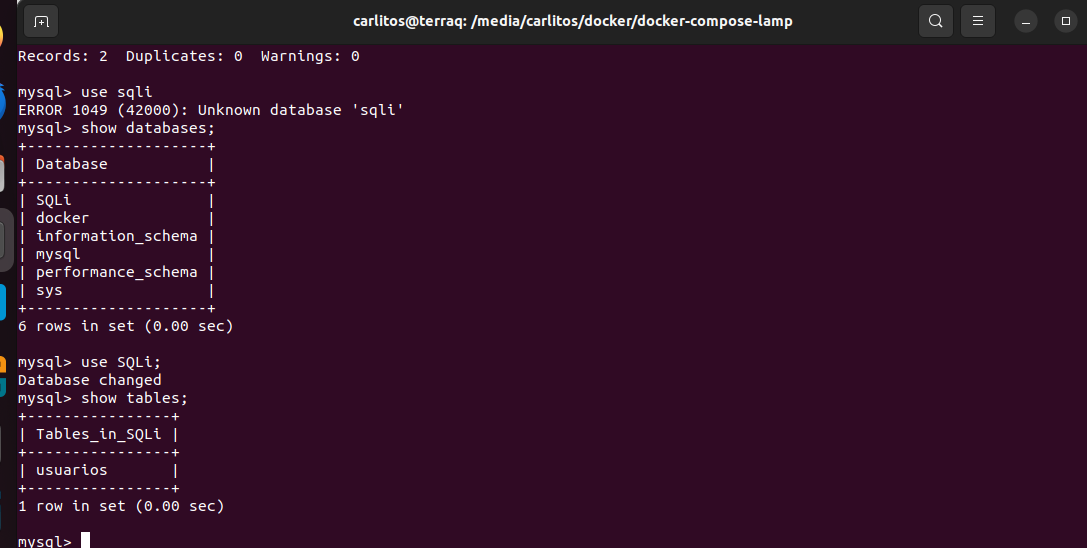 carlitos@terraq: /media/carlitos/docker/docker-compose-lamp
Records: 2  Duplicates: 0  Warnings: 0
mysql> use sqli
ERROR 1049 (42000): Unknown database 'sqli'
mysql> show databases;
+--------------------+
| Database           |
+--------------------+
| SQLi               |
| docker             |
| information_schema |
| mysql              |
| performance_schema |
| sys                |
+--------------------+
6 rows in set (0.00 sec)
mysql> use SQLi;
Database changed
mysql> show tables;
+----------------+
| Tables_in_SQLi |
+----------------+
| usuarios       |
+----------------+
1 row in set (0.00 sec)
mysql>